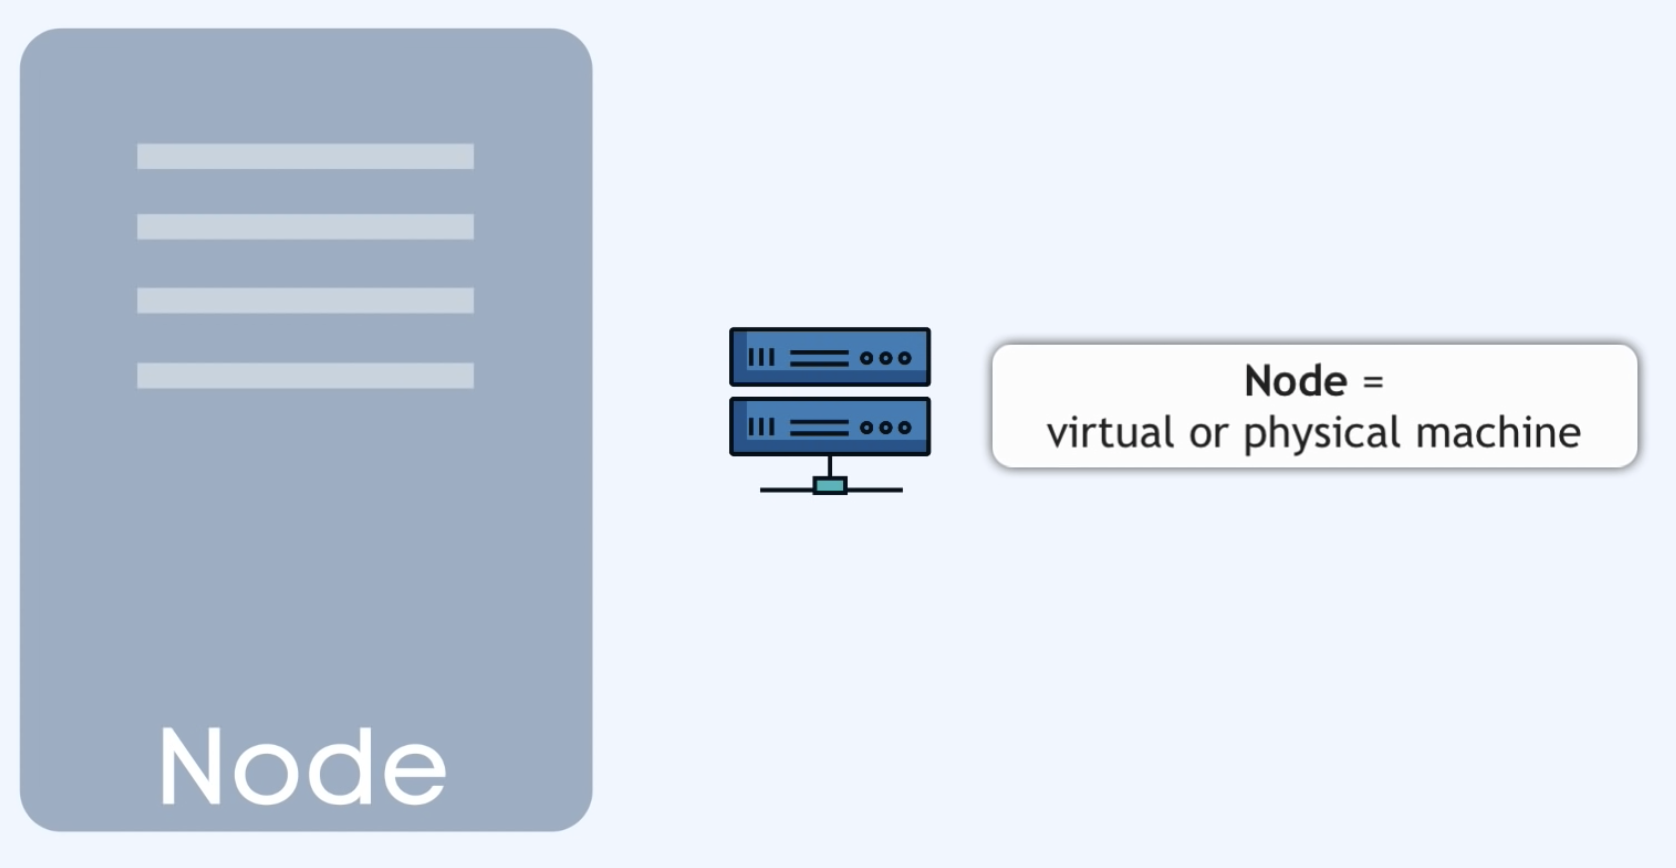 Node
Node =
virtual or physical machine